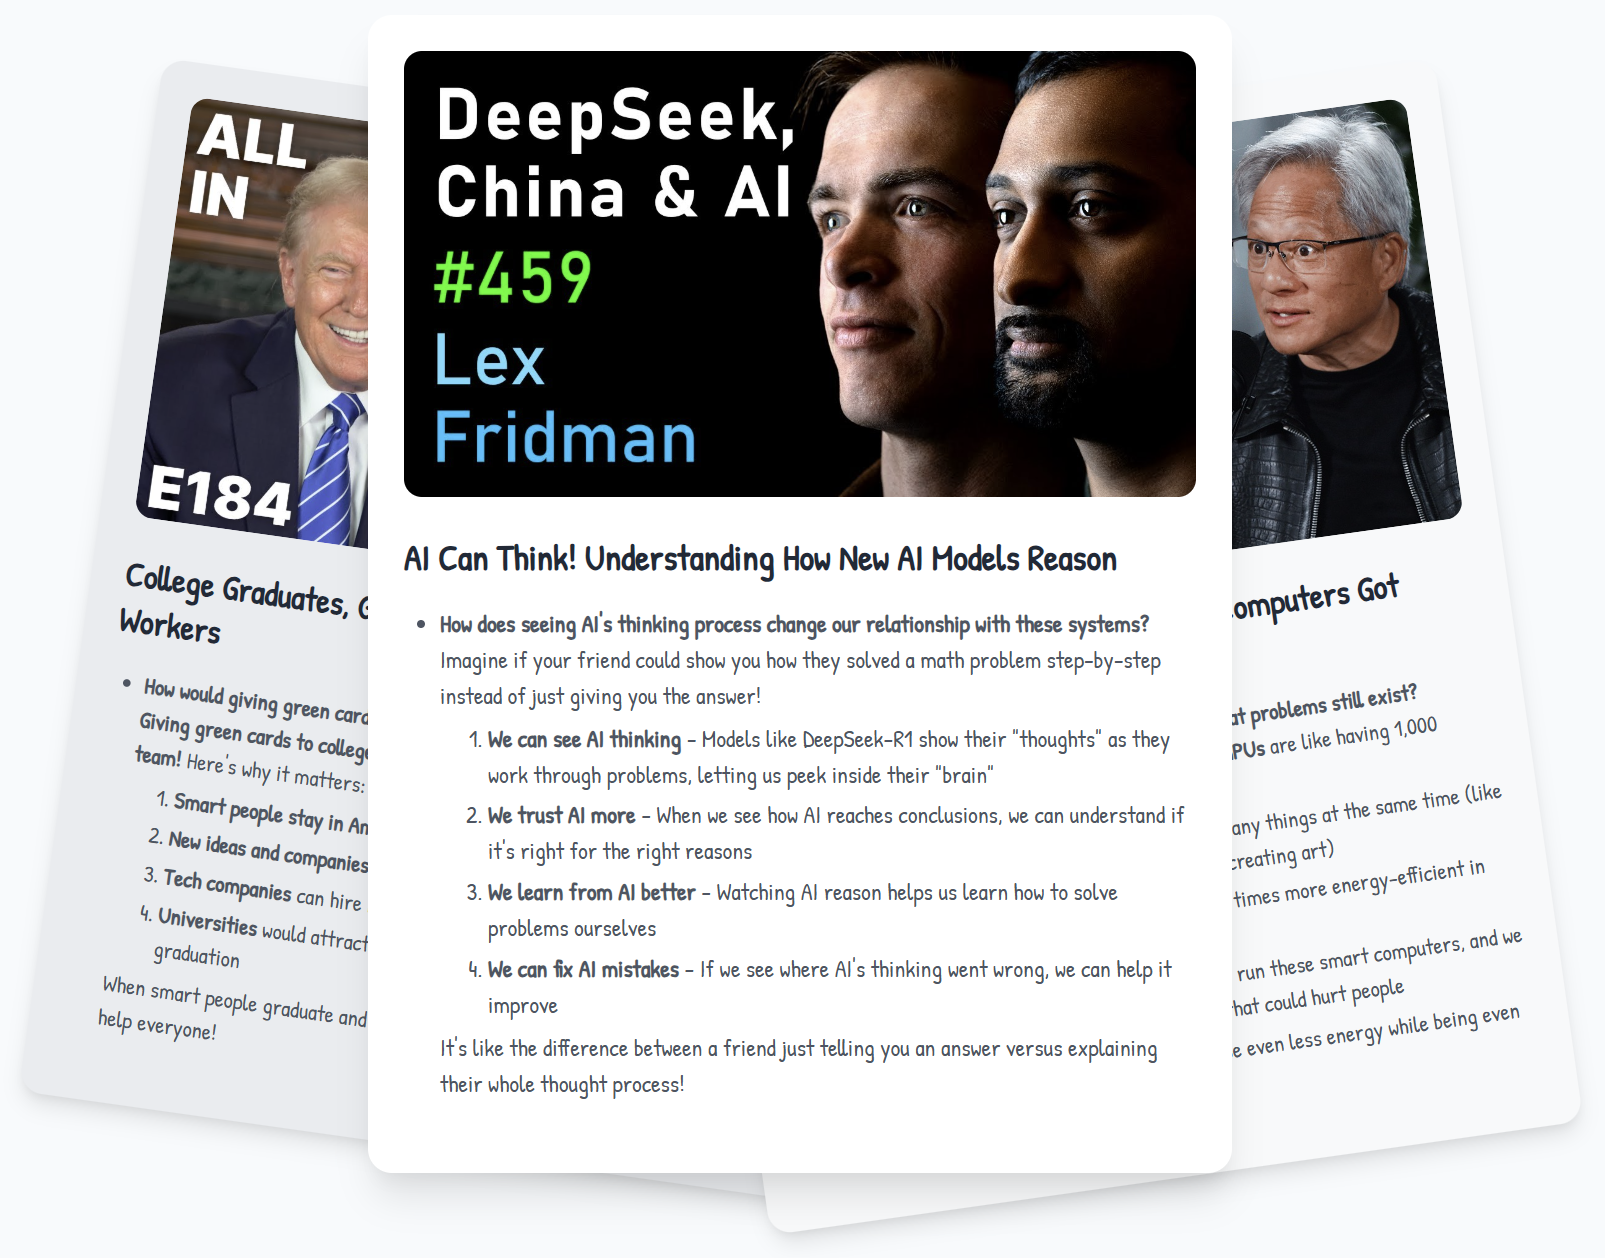 ALL
IN
E184
College Graduates, G
Workers
How would giving green card
Giving green cards to college
team! Here's why it matters:
1. Smart people stay in Am
2. New ideas and companies
3. Tech companies can hire
4. Universities would attract
graduation
When smart people graduate and
help everyone!
DeepSeek,
China & AI
#459
Lex
Fridman
AI Can Think! Understanding How New AI Models Reason
How does seeing AI's thinking process change our relationship with these systems?
Imagine if your friend could show you how they solved a math problem step-by-step
instead of just giving you the answer!
1. We can see AI thinking – Models like DeepSeek-R1 show their "thoughts" as they
work through problems, letting us peek inside their "brain"
2. We trust AI more – When we see how AI reaches conclusions, we can understand if
it's right for the right reasons
3. We learn from AI better – Watching AI reason helps us learn how to solve
problems ourselves
4. We can fix AI mistakes – If we see where AI's thinking went wrong, we can help it
improve
It's like the difference between a friend just telling you an answer versus explaining
their whole thought process!
omputers Got
at problems still exist?
PUs are like having 1,000
any things at the same time (like
creating art)
times more energy-efficient in
run these smart computers, and we
hat could hurt people
e even less energy while being even